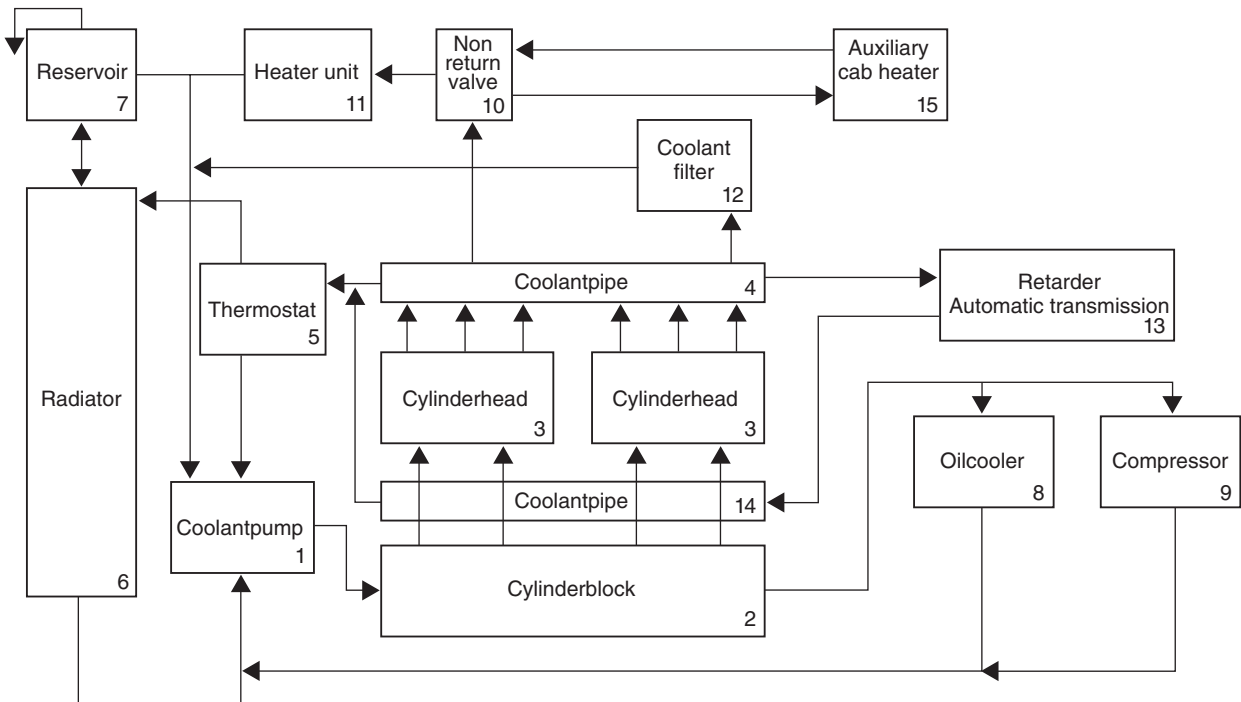 Reservoir
7
Heater unit
11
Non
return
valve
10
Auxiliary
cab heater
15
Coolant
filter
12
Radiator
6
Thermostat
5
Coolantpipe
4
Retarder
Automatic transmission
13
Cylinderhead
3
Cylinderhead
3
Oilcooler
8
Compressor
9
Coolantpump
1
Coolantpipe
14
Cylinderblock
2